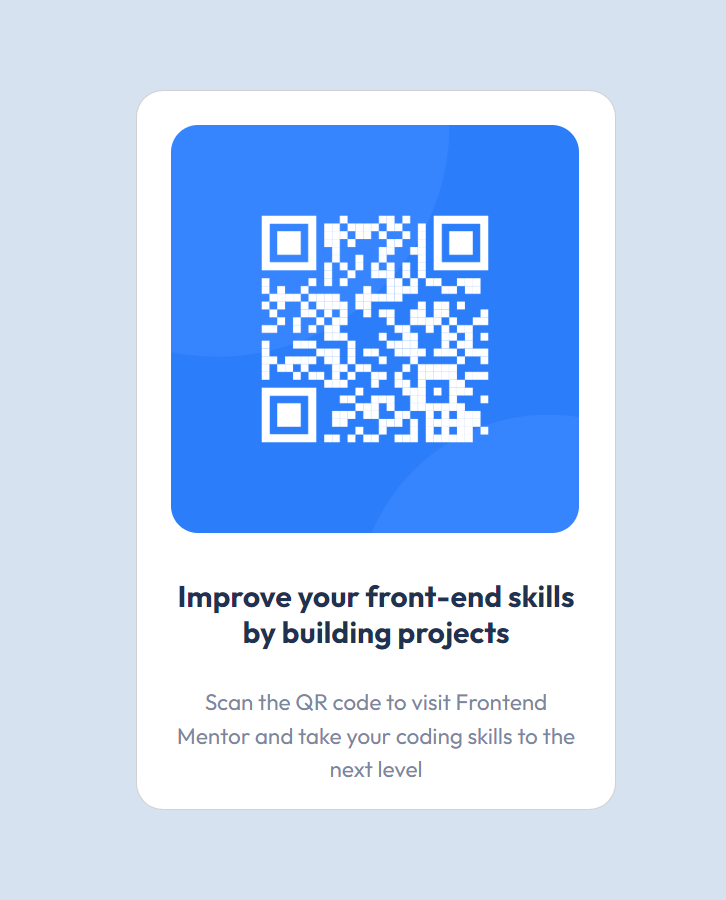 Improve your front-end skills
by building projects
Scan the QR code to visit Frontend
Mentor and take your coding skills to the
next level